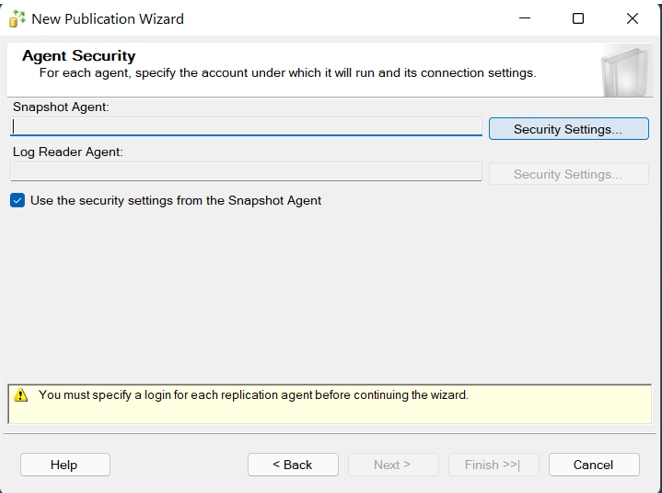 New Publication Wizard
Agent Security
For each agent, specify the account under which it will run and its connection settings.
Snapshot Agent:
Security Settings...
Log Reader Agent:
Security Settings...
Use the security settings from the Snapshot Agent
You must specify a login for each replication agent before continuing the wizard.
Help
< Back
Next >
Finish >>|
Cancel